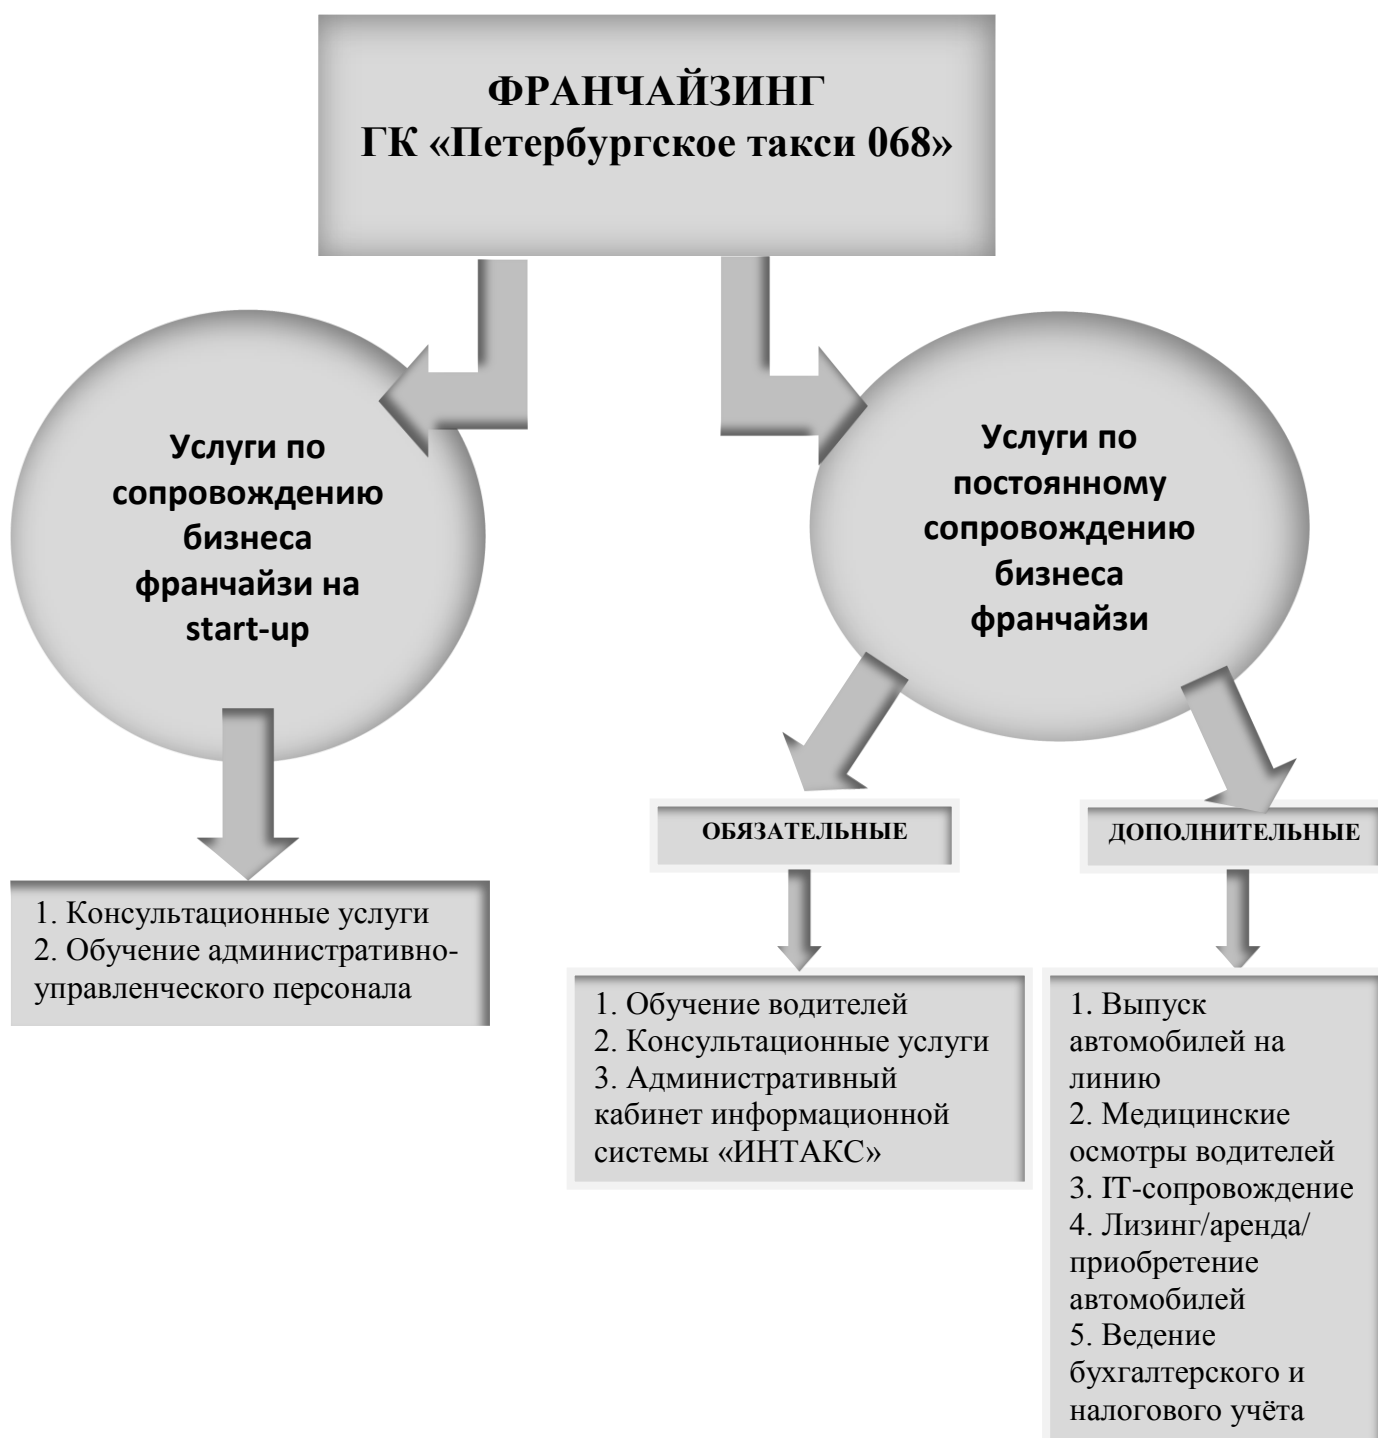 ФРАНЧАЙЗИНГ
ГК «Петербургское такси 068»
Услуги по
сопровождению
бизнеса
франчайзи на
start-up
Услуги по
постоянному
сопровождению
бизнеса
франчайзи
ОБЯЗАТЕЛЬНЫЕ
ДОПОЛНИТЕЛЬНЫЕ
1. Консультационные услуги
2. Обучение административно-
управленческого персонала
1. Обучение водителей
2. Консультационные услуги
3. Административный
кабинет информационной
системы «ИНТАКС»
1. Выпуск
автомобилей на
линию
2. Медицинские
осмотры водителей
3. IT-сопровождение
4. Лизинг/аренда/
приобретение
автомобилей
5. Ведение
бухгалтерского и
налогового учёта